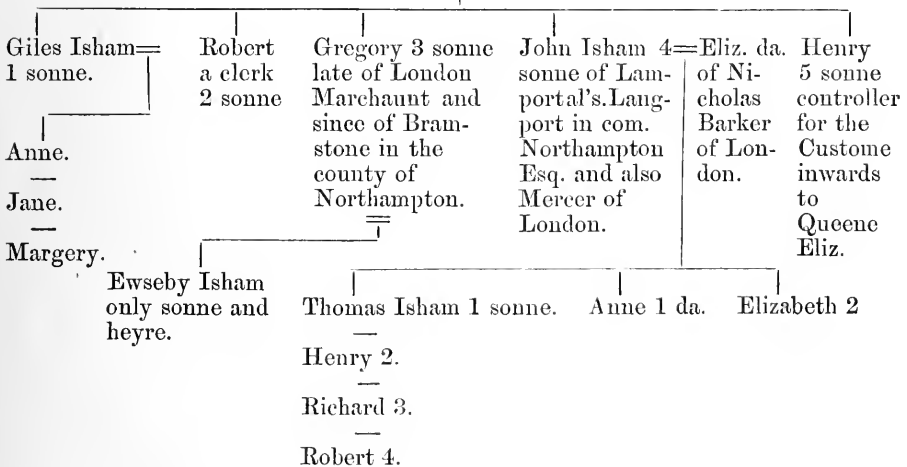 Giles Isham
1 sonne.
Robert
a clerk
2 sonne
Gregory 3 sonne
late of London
Marchaunt and
since of Bram-
stone in the
county of
Northampton.
John Isham 4
sonne of Lam-
port al's. Lang-
port in com.
Northampton
Esq. and also
Mercer of
London.
Eliz. da.
of Ni-
cholas
Barker
of Lon-
don.
Henry
5 sonne
controller
for the
Custome
inwards
to
Queene
Eliz.
Anne.
Jane.
Margery.
Ewseby Isham
only sonne and
heyre.
Thomas Isham 1 sonne.
Henry 2.
Richard 3.
Robert 4.
Anne 1 da.
Elizabeth 2